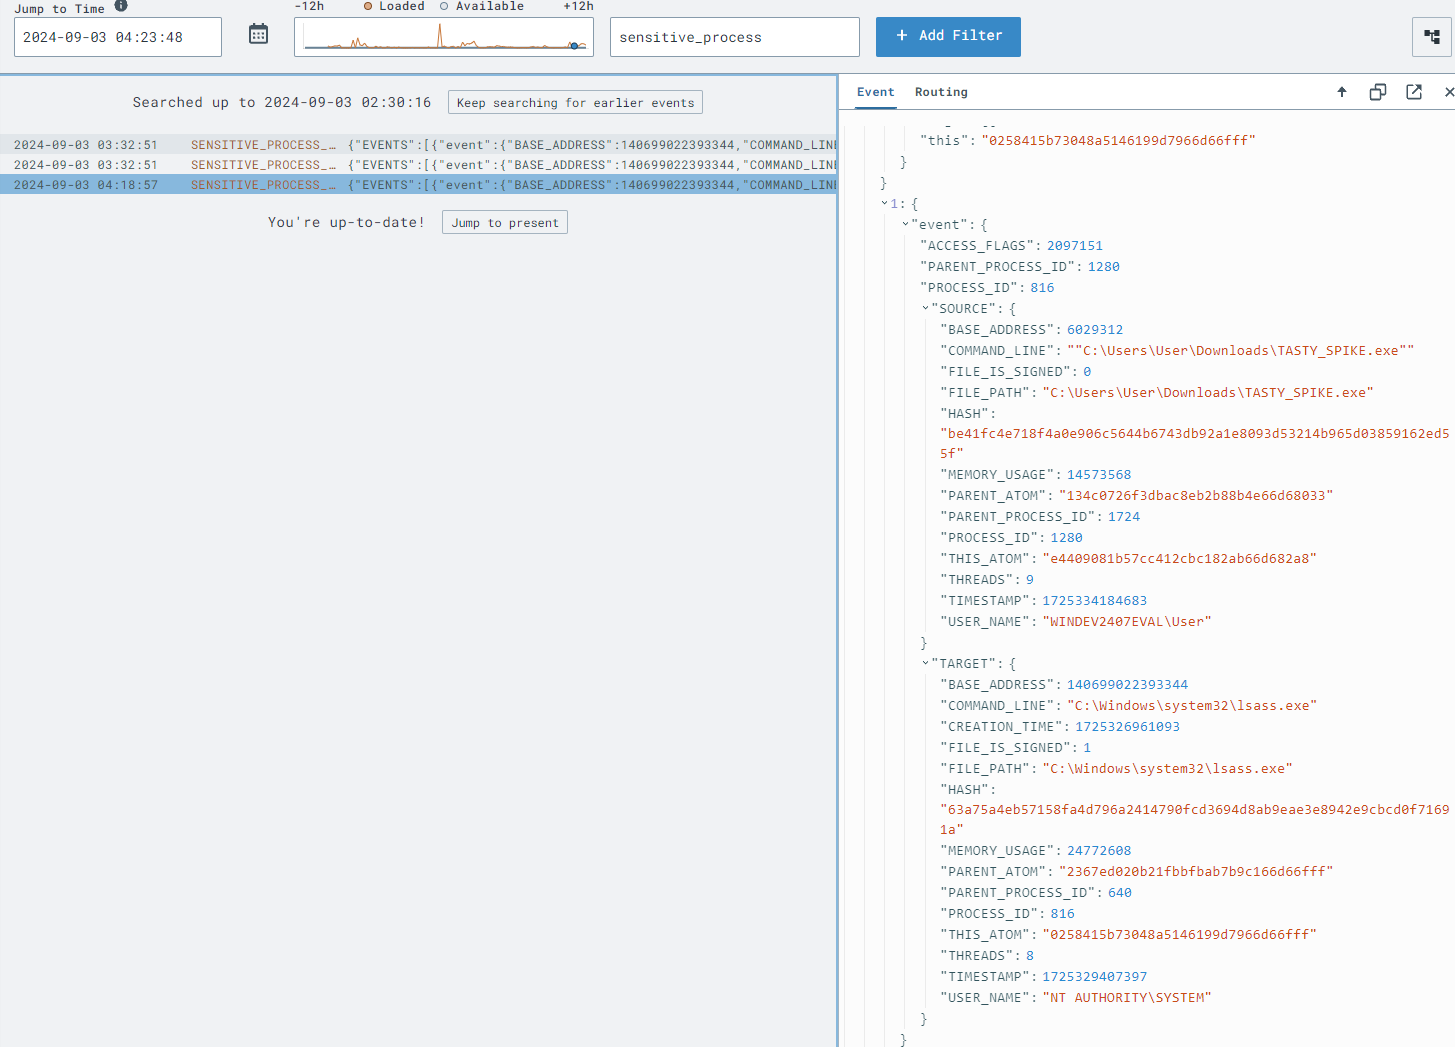 Jump to Time
-12h Loaded Available +12h
2024-09-03 04:23:48
sensitive_process
+ Add Filter
Searched up to 2024-09-03 02:30:16 Keep searching for earlier events
2024-09-03 03:32:51 SENSITIVE_PROCESS_… {"EVENTS":[{"event":{"BASE_ADDRESS":140699022393344,"COMMAND_LINE
2024-09-03 03:32:51 SENSITIVE_PROCESS_… {"EVENTS":[{"event":{"BASE_ADDRESS":140699022393344,"COMMAND_LINE
2024-09-03 04:18:57 SENSITIVE_PROCESS_… {"EVENTS":[{"event":{"BASE_ADDRESS":140699022393344,"COMMAND_LINE
You're up-to-date! Jump to present
Event Routing
"this": "0258415b73048a5146199d7966d66fff"
}
}
1: {
"event": {
"ACCESS_FLAGS": 2097151
"PARENT_PROCESS_ID": 1280
"PROCESS_ID": 816
"SOURCE": {
"BASE_ADDRESS": 6029312
"COMMAND_LINE": ""C:\Users\User\Downloads\TASTY_SPIKE.exe""
"FILE_IS_SIGNED": 0
"FILE_PATH": "C:\Users\User\Downloads\TASTY_SPIKE.exe"
"HASH":
"be41fc4e718f4a0e906c5644b6743db92a1e8093d53214b965d03859162ed5
5f"
"MEMORY_USAGE": 14573568
"PARENT_ATOM": "134c0726f3dbac8eb2b88b4e66d68033"
"PARENT_PROCESS_ID": 1724
"PROCESS_ID": 1280
"THIS_ATOM": "e4409081b57cc412cbc182ab66d682a8"
"THREADS": 9
"TIMESTAMP": 1725334184683
"USER_NAME": "WINDEV2407EVAL\User"
}
"TARGET": {
"BASE_ADDRESS": 140699022393344
"COMMAND_LINE": "C:\Windows\system32\lsass.exe"
"CREATION_TIME": 1725326961093
"FILE_IS_SIGNED": 1
"FILE_PATH": "C:\Windows\system32\lsass.exe"
"HASH":
"63a75a4eb57158fa4d796a2414790fcd3694d8ab9eae3e8942e9cbcd0f7169
1a"
"MEMORY_USAGE": 24772608
"PARENT_ATOM": "2367ed020b21fbbfbab7b9c166d66fff"
"PARENT_PROCESS_ID": 640
"PROCESS_ID": 816
"THIS_ATOM": "0258415b73048a5146199d7966d66fff"
"THREADS": 8
"TIMESTAMP": 1725329407397
"USER_NAME": "NT AUTHORITY\SYSTEM"
}
}